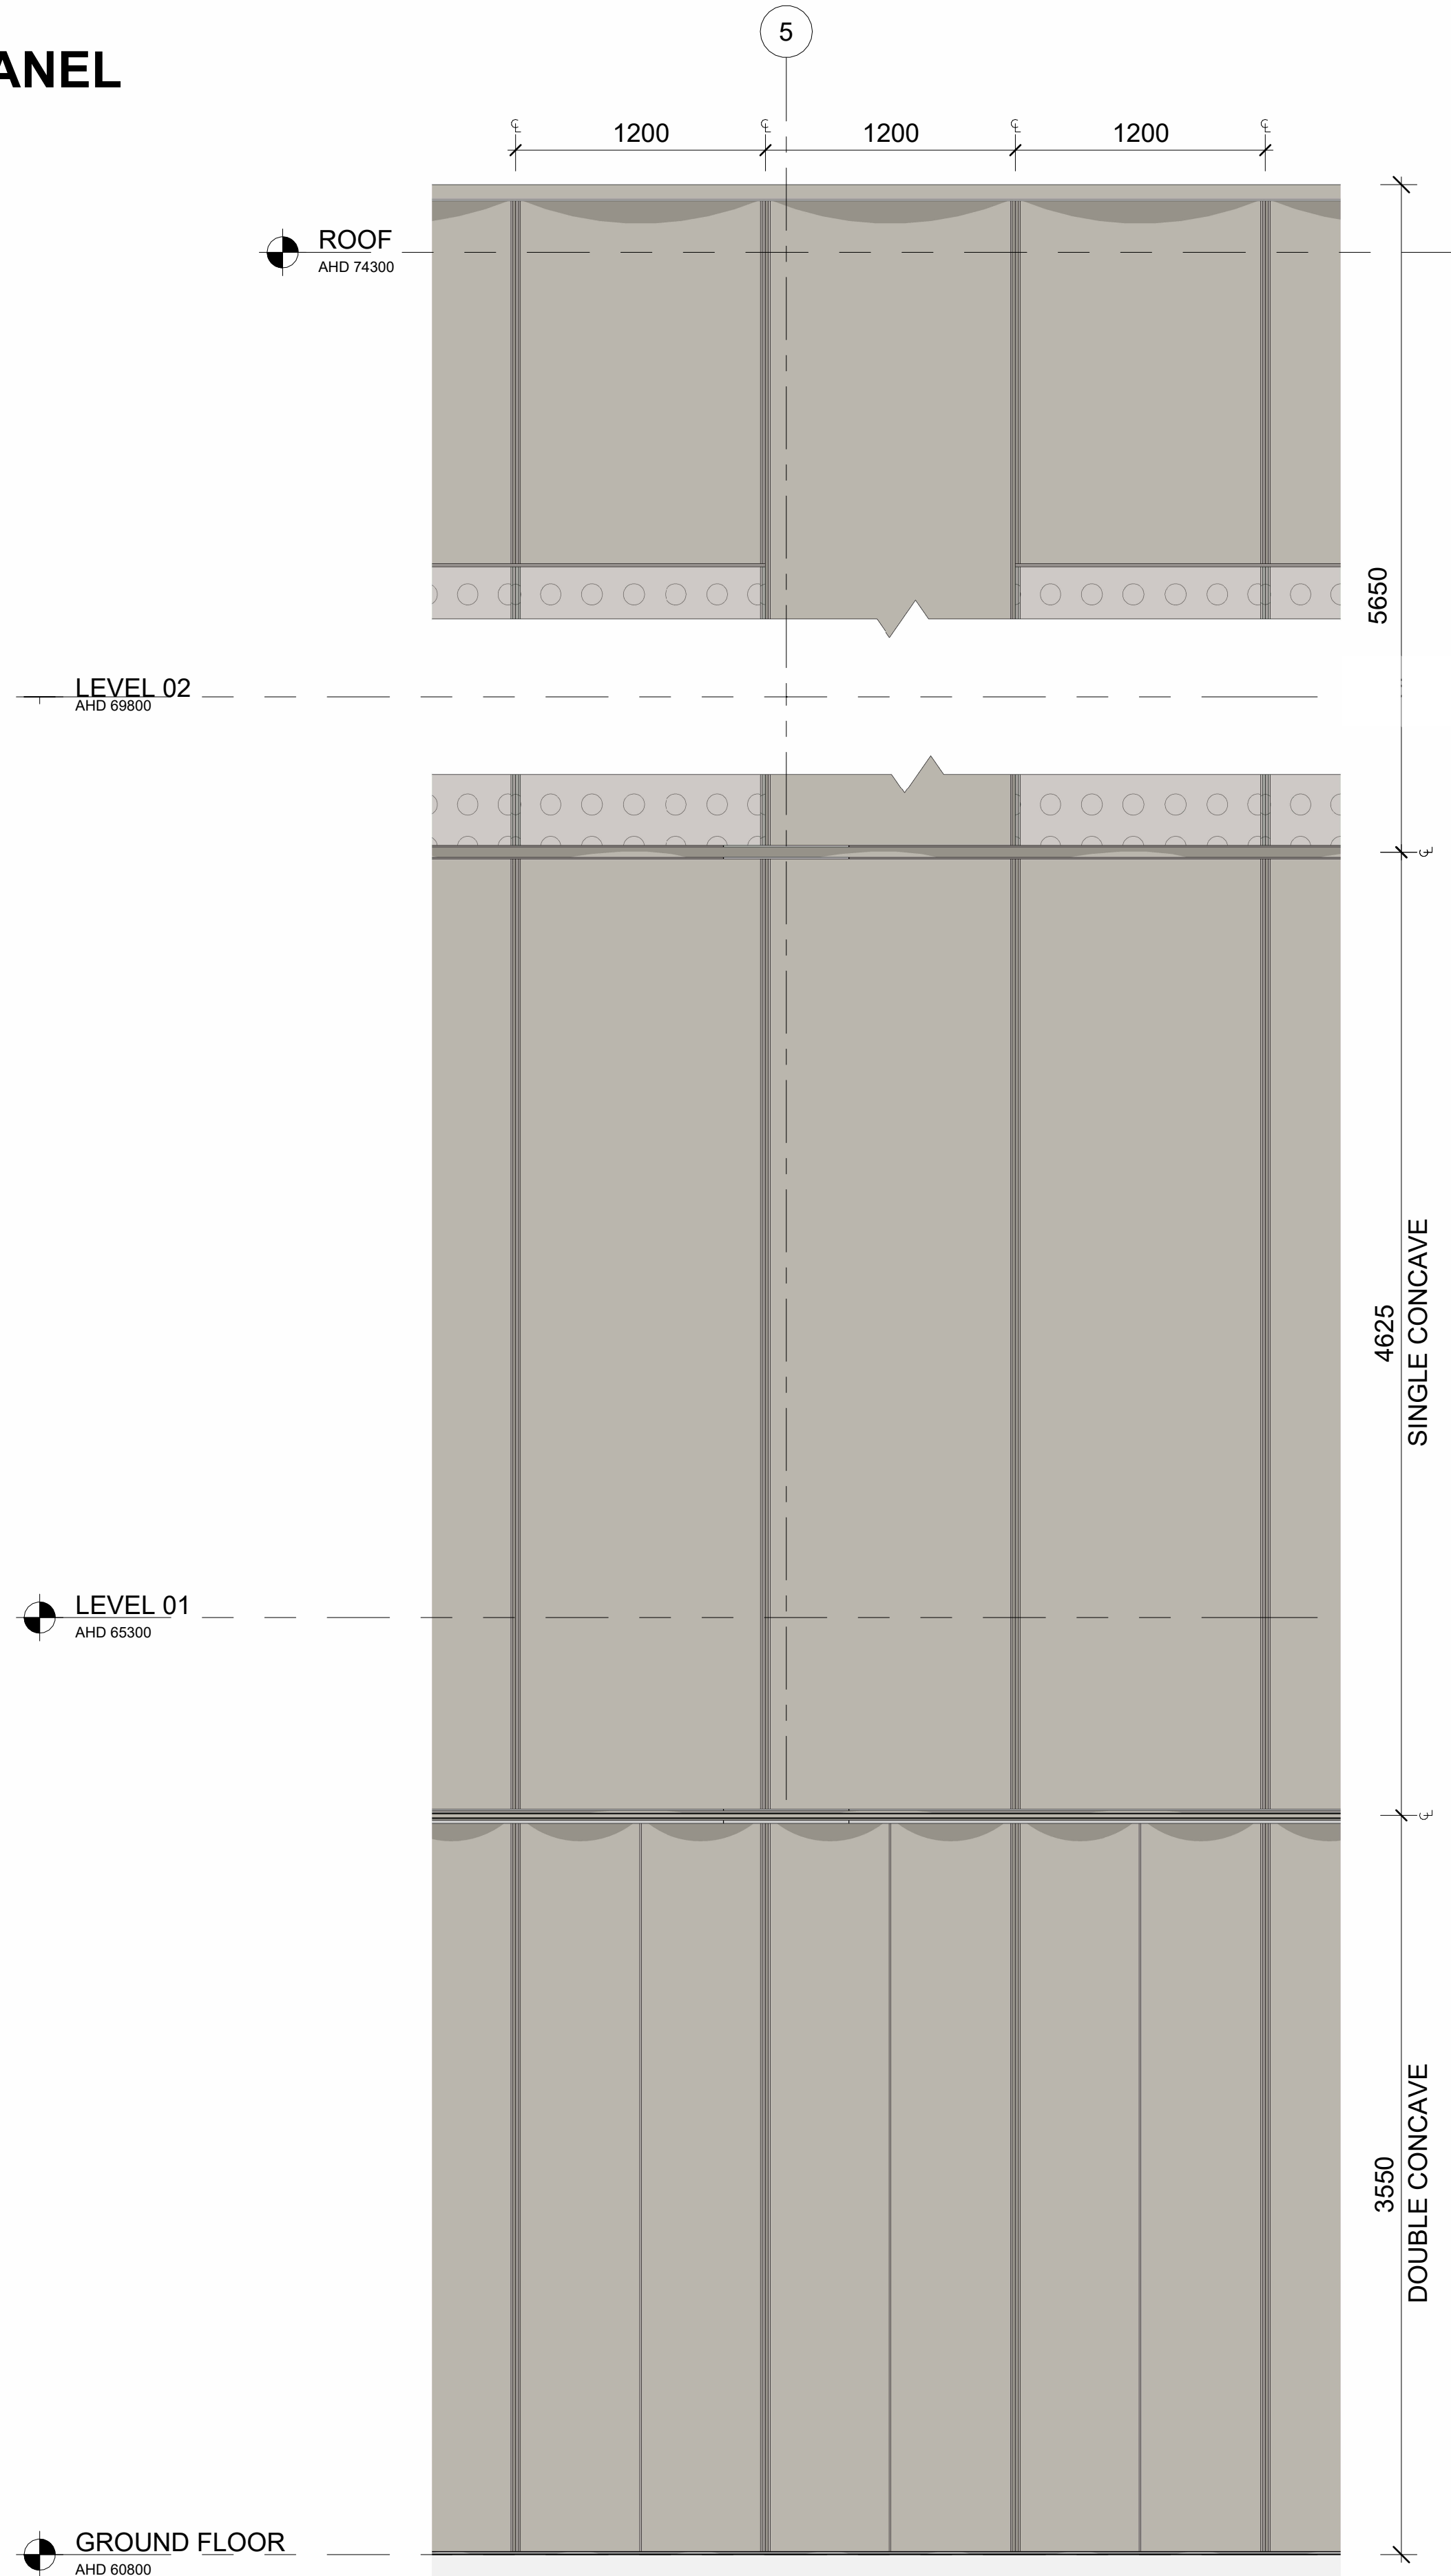 5
ANEL
℄ 1200 ℄ 1200 ℄ 1200 ℄
ROOF
AHD 74300
5650
LEVEL 02
AHD 69800
℄
4625
SINGLE CONCAVE
LEVEL 01
AHD 65300
℄
3550
DOUBLE CONCAVE
GROUND FLOOR
AHD 60800